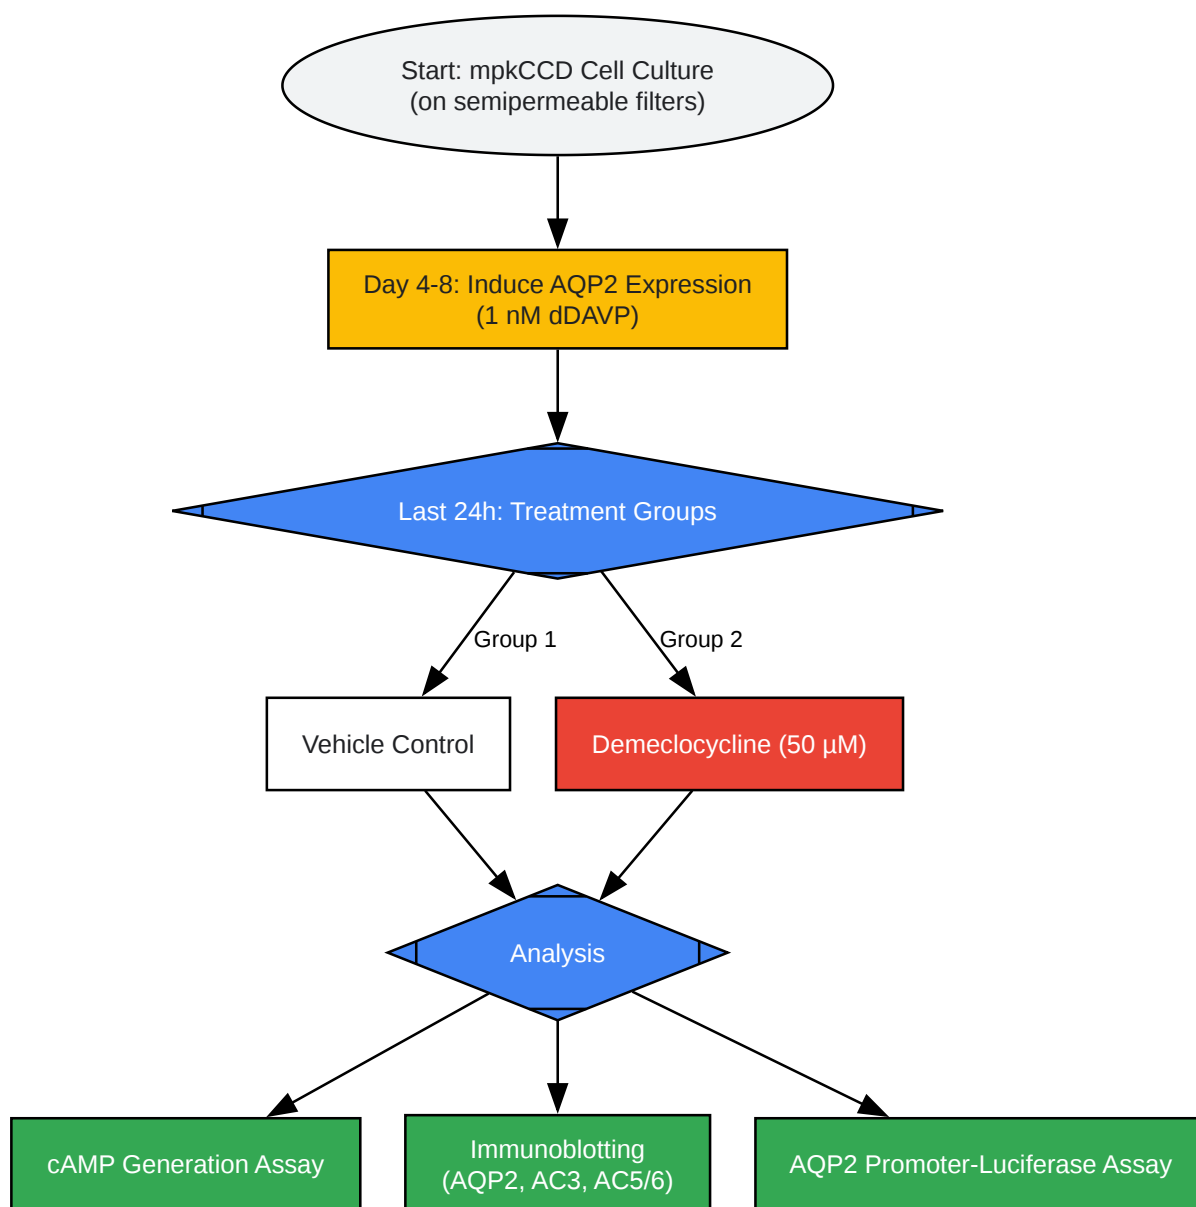 Start: mpkCCD Cell Culture
(on semipermeable filters)
Day 4-8: Induce AQP2 Expression
(1 nM dDAVP)
Last 24h: Treatment Groups
Group 1
Group 2
Vehicle Control
Demeclocycline (50 µM)
Analysis
cAMP Generation Assay
Immunoblotting
(AQP2, AC3, AC5/6)
AQP2 Promoter-Luciferase Assay